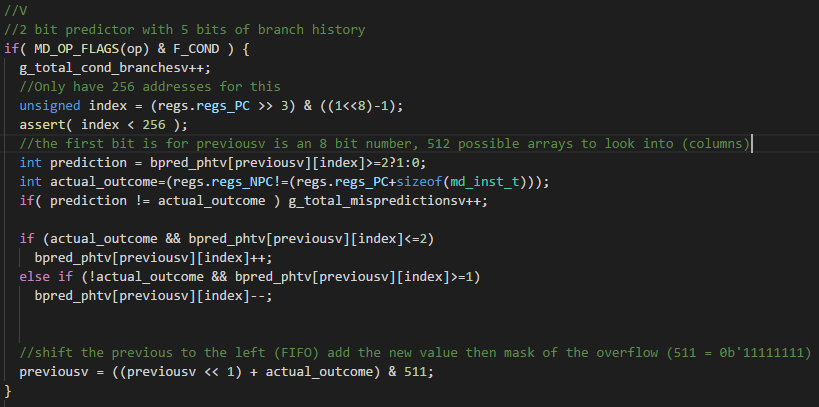 //V
//2 bit predictor with 5 bits of branch history
if( MD_OP_FLAGS(op) & F_COND ) {
g_total_cond_branchesv++;
//Only have 256 addresses for this
unsigned index = (regs.regs_PC >> 3) & ((1<<8)-1);
assert( index < 256 );
//the first bit is for previousv is an 8 bit number, 512 possible arrays to look into (columns)
int prediction = bpred_phtv[previousv][index]>=2?1:0;
int actual_outcome=(regs.regs_NPC!=(regs.regs_PC+sizeof(md_inst_t)));
if( prediction != actual_outcome ) g_total_mispredictionsv++;
if (actual_outcome && bpred_phtv[previousv][index]<=2)
bpred_phtv[previousv][index]++;
else if (!actual_outcome && bpred_phtv[previousv][index]>=1)
bpred_phtv[previousv][index]--;
//shift the previous to the left (FIFO) add the new value then mask of the overflow (511 = 0b'11111111)
previousv = ((previousv << 1) + actual_outcome) & 511;
}